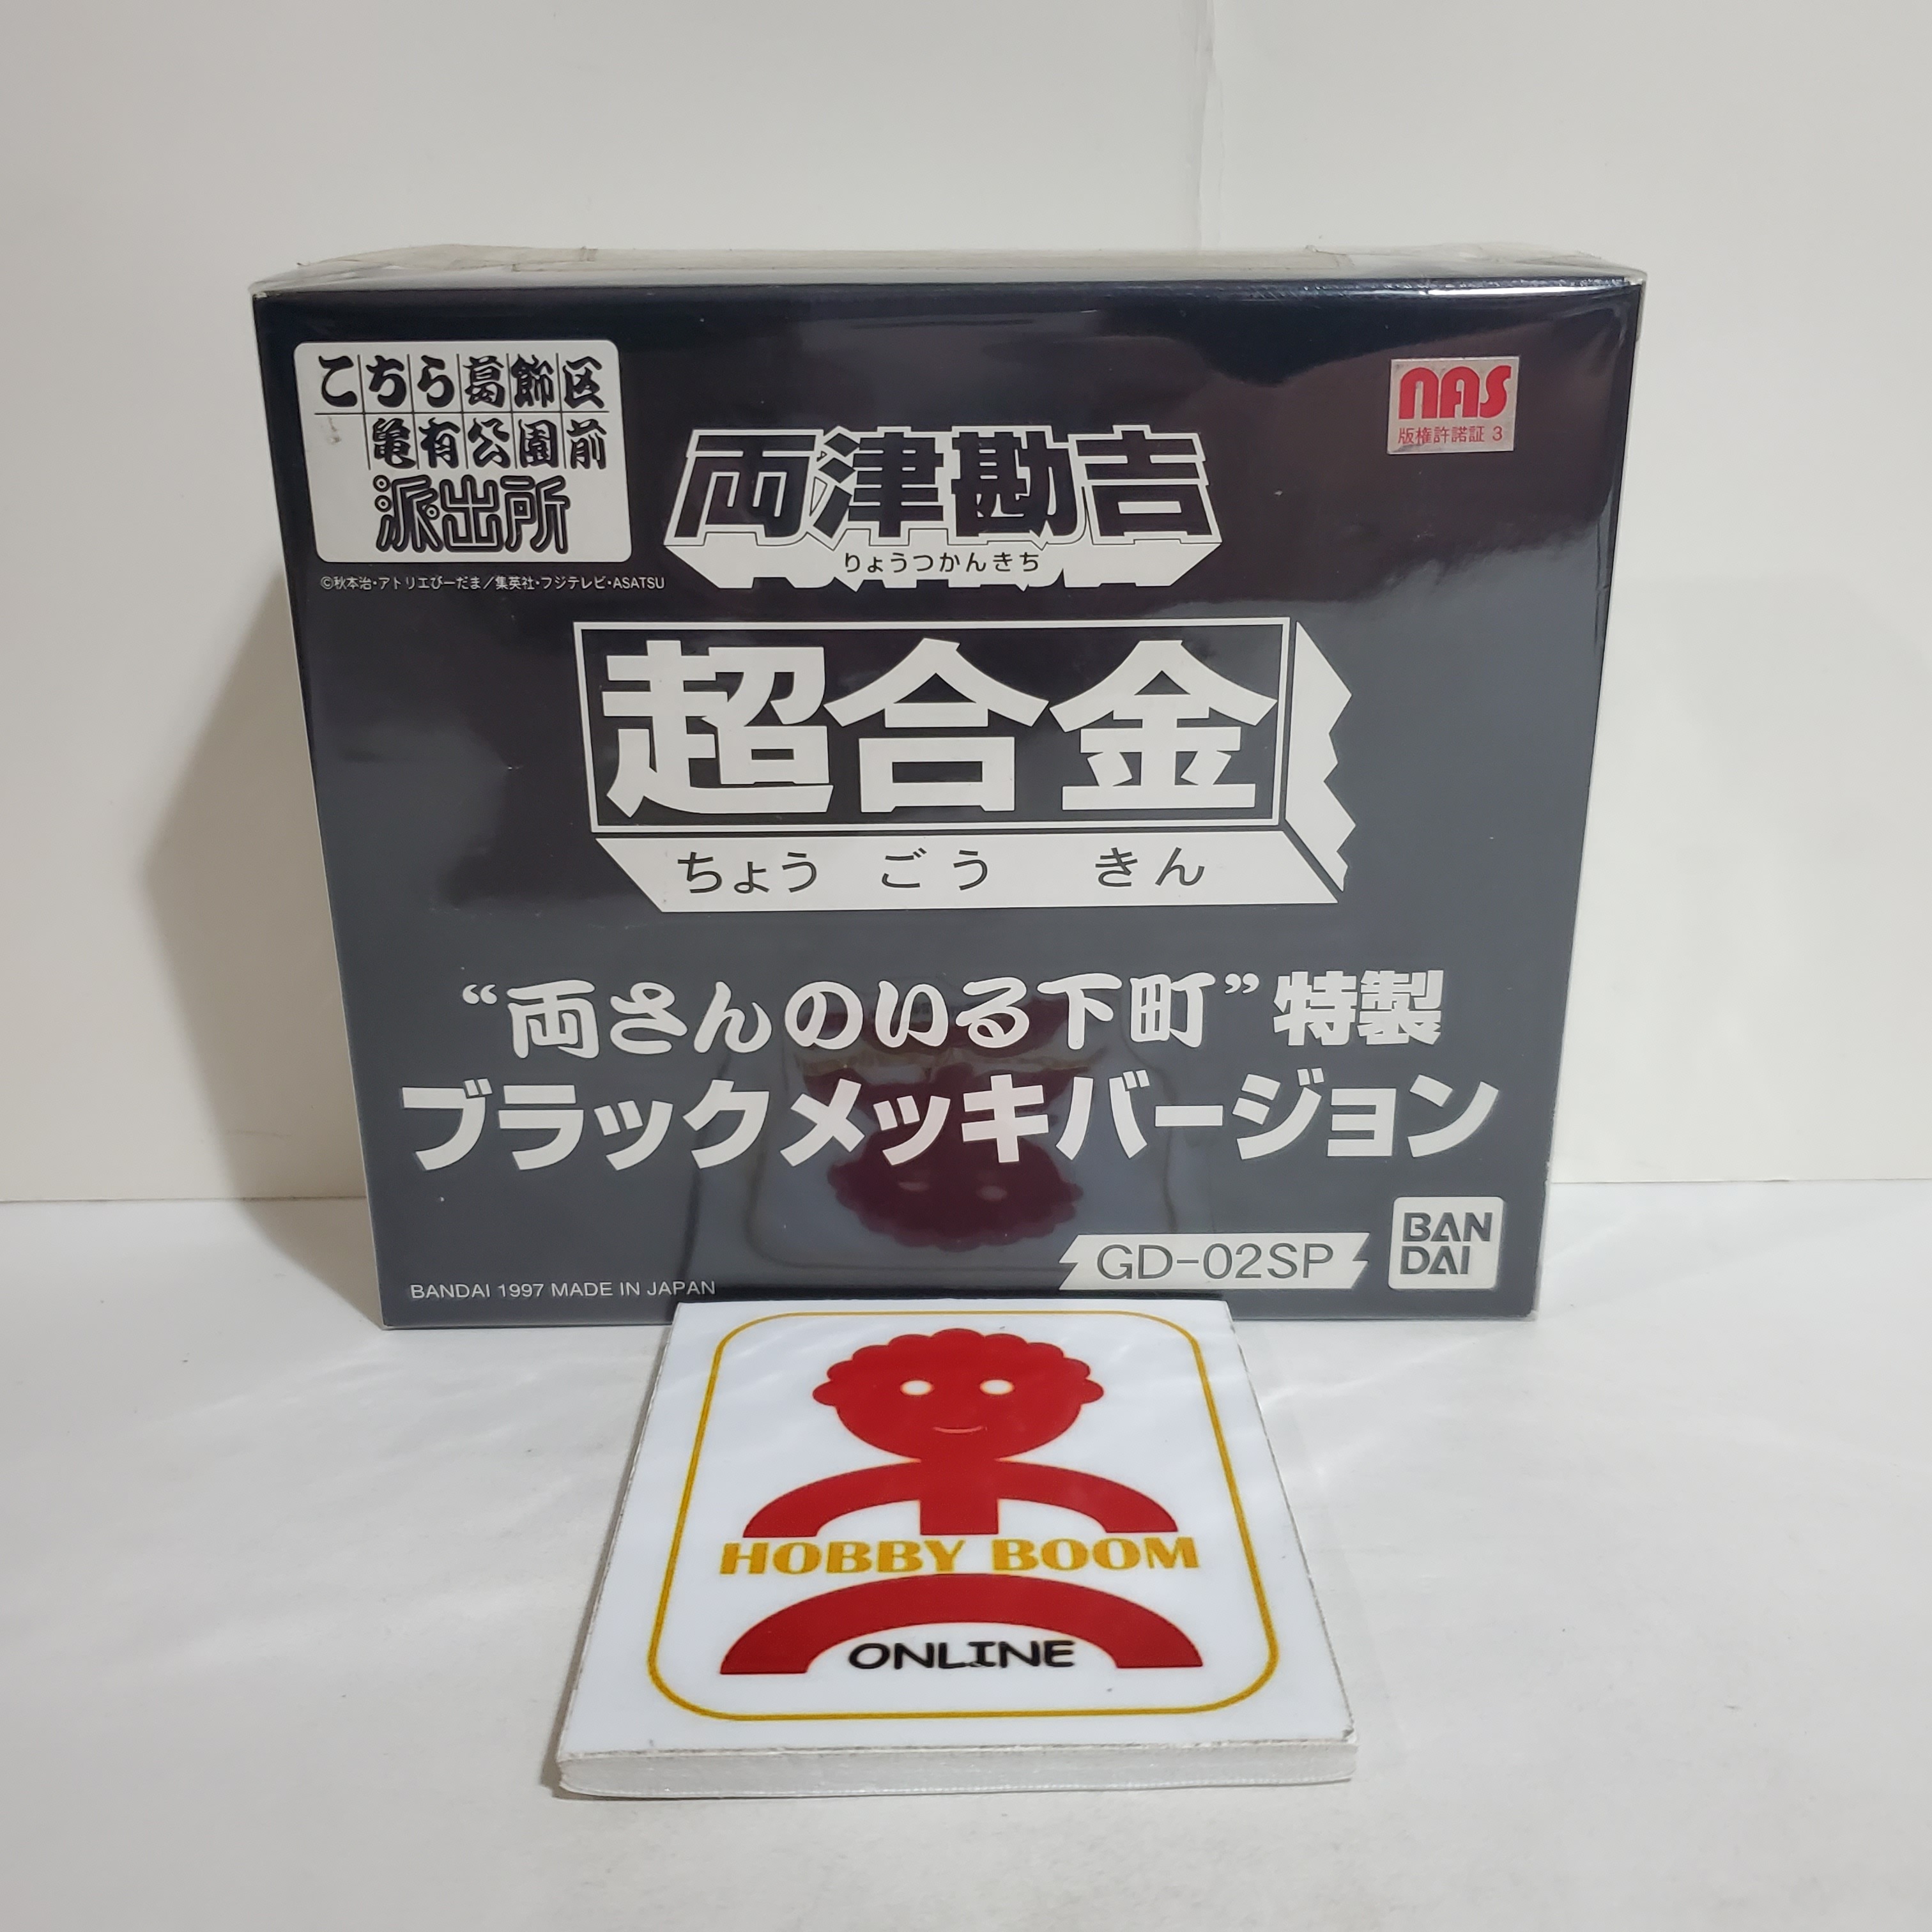 こちら葛飾区
亀有公園前
派出所
©秋本治・アトリエびーだま／集英社・フジテレビ・ASATSU
nas
版権許諾証 3
両津勘吉
りょうつかんきち
超合金
ちょう ごう きん
“両さんのいる下町”特製
ブラックメッキバージョン
GD-02SP
BAN
DAI
BANDAI 1997 MADE IN JAPAN
HOBBY BOOM
ONLINE